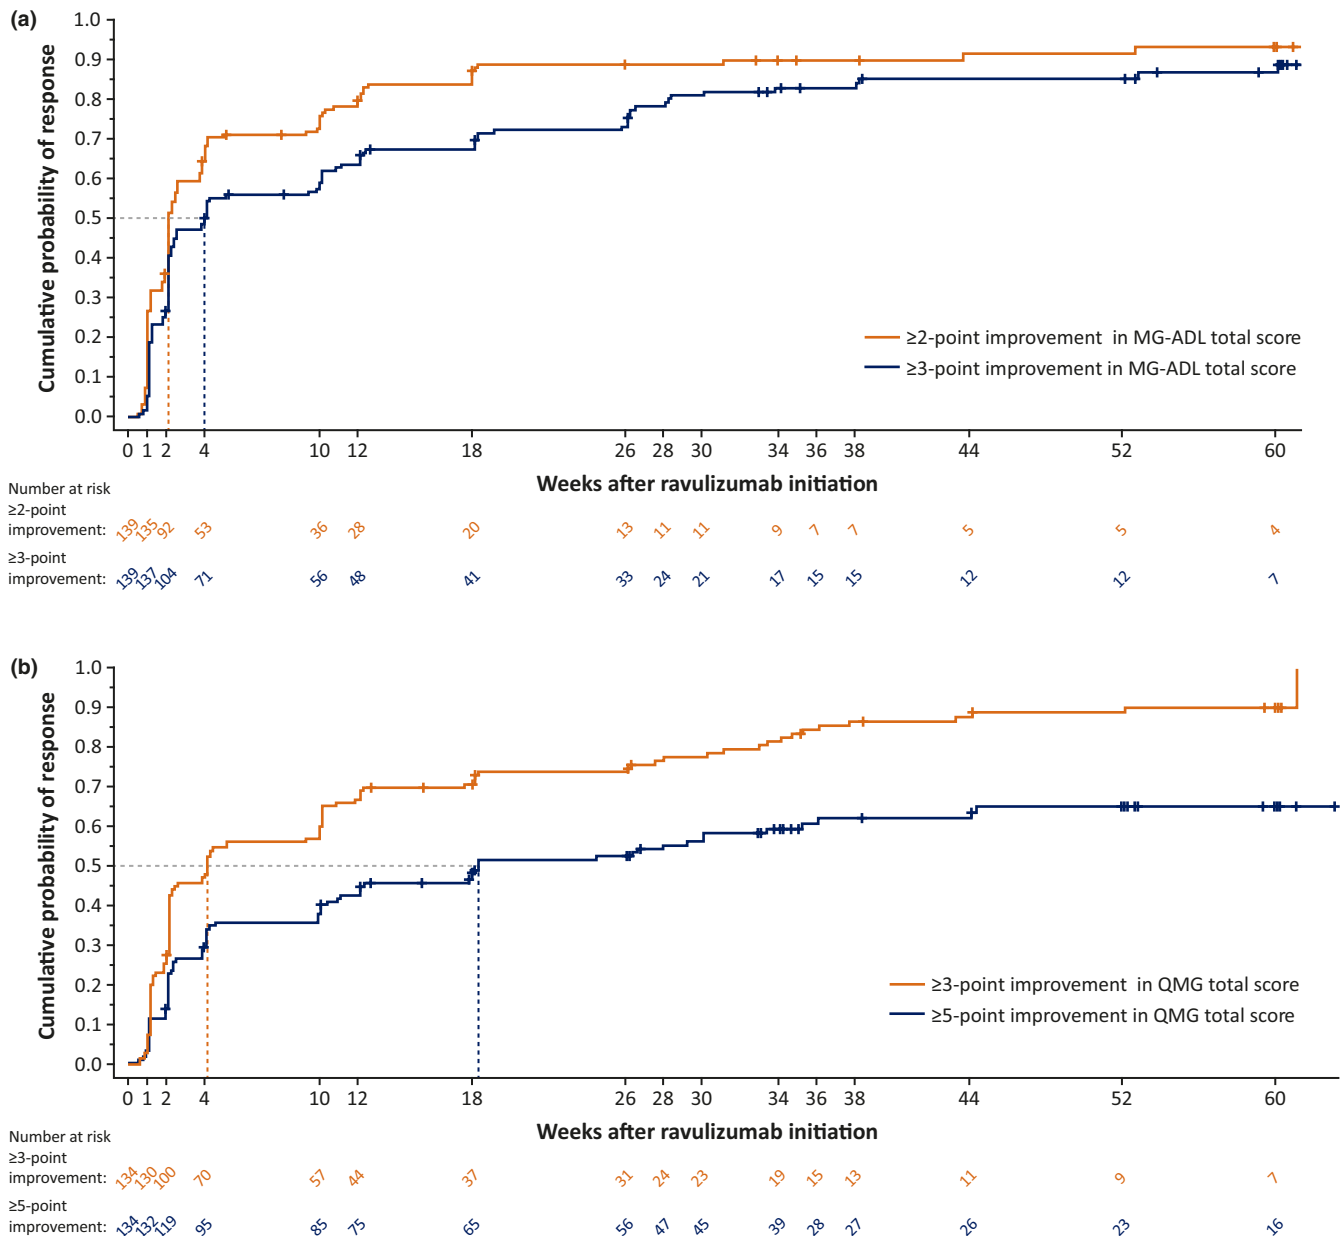 (a)
Cumulative probability of response
1.0
0.9
0.8
0.7
0.6
0.5
0.4
0.3
0.2
0.1
0.0
≥2-point improvement in MG-ADL total score
≥3-point improvement in MG-ADL total score
0 1 2 4 10 12 18 26 28 30 34 36 38 44 52 60
Weeks after ravulizumab initiation
Number at risk
≥2-point
improvement: 139 135 92 53 36 28 20 13 11 11 9 7 7 5 5 4
≥3-point
improvement: 139 137 104 71 56 48 41 33 24 21 17 15 15 12 12 7
(b)
Cumulative probability of response
1.0
0.9
0.8
0.7
0.6
0.5
0.4
0.3
0.2
0.1
0.0
≥3-point improvement in QMG total score
≥5-point improvement in QMG total score
0 1 2 4 10 12 18 26 28 30 34 36 38 44 52 60
Weeks after ravulizumab initiation
Number at risk
≥3-point
improvement: 134 130 100 70 57 44 37 31 24 23 19 15 13 11 9 7
≥5-point
improvement: 134 132 119 95 85 75 65 56 47 45 39 28 27 26 23 16